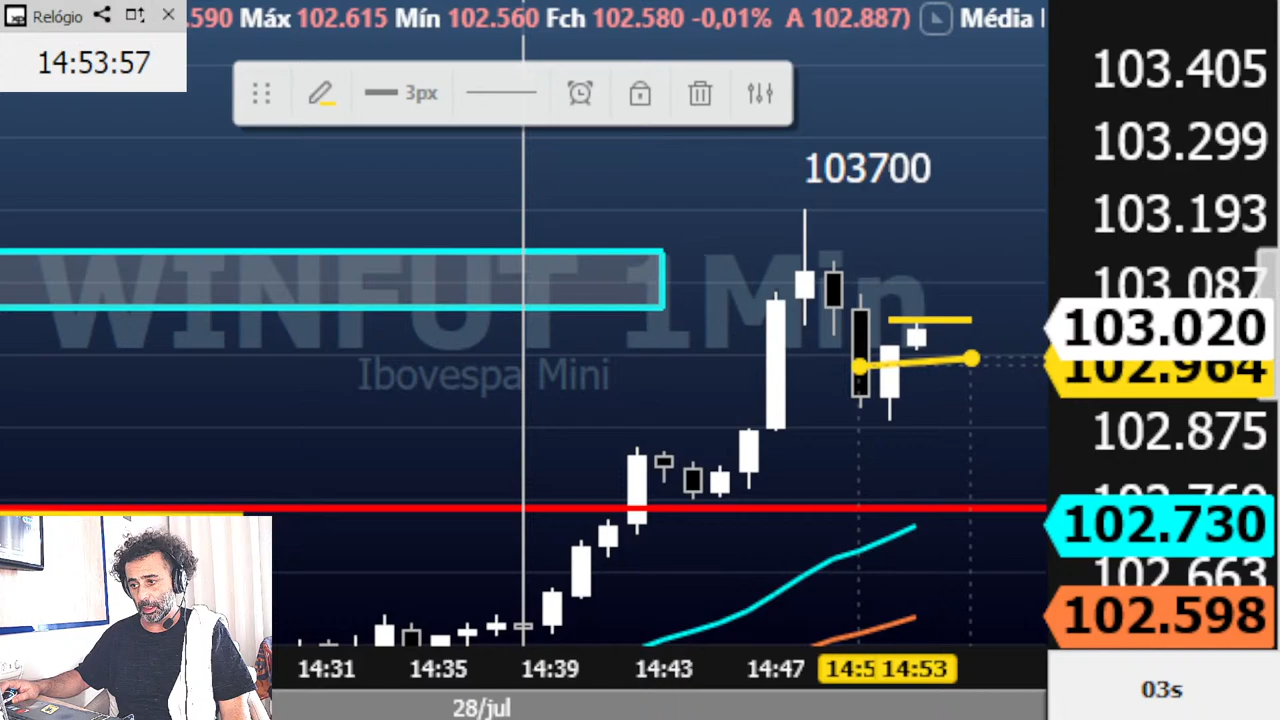 Relógio
.590 Máx 102.615 Mín 102.560 Fch 102.580 -0,01% A 102.887) Média
14:53:57
3px
103700
WINFUT 1Min
Ibovespa Mini
103.405
103.299
103.193
103.087
103.020
102.964
102.875
102.769
102.730
102.663
102.598
14:31 14:35 14:39 14:43 14:47 14:5 14:53
28/jul
03s